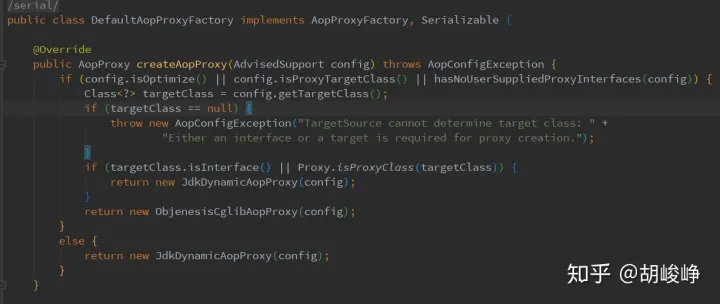 /serial/
public class DefaultAopProxyFactory implements AopProxyFactory, Serializable {
@Override
public AopProxy createAopProxy(AdvisedSupport config) throws AopConfigException {
if (config.isOptimize() || config.isProxyTargetClass() || hasNoUserSuppliedProxyInterfaces(config)) {
Class<?> targetClass = config.getTargetClass();
if (targetClass == null) {
throw new AopConfigException("TargetSource cannot determine target class: " +
"Either an interface or a target is required for proxy creation.");
}
if (targetClass.isInterface() || Proxy.isProxyClass(targetClass)) {
return new JdkDynamicAopProxy(config);
}
return new ObjenesisCglibAopProxy(config);
}
else {
return new JdkDynamicAopProxy(config);
}
}
知乎 @胡峻峥